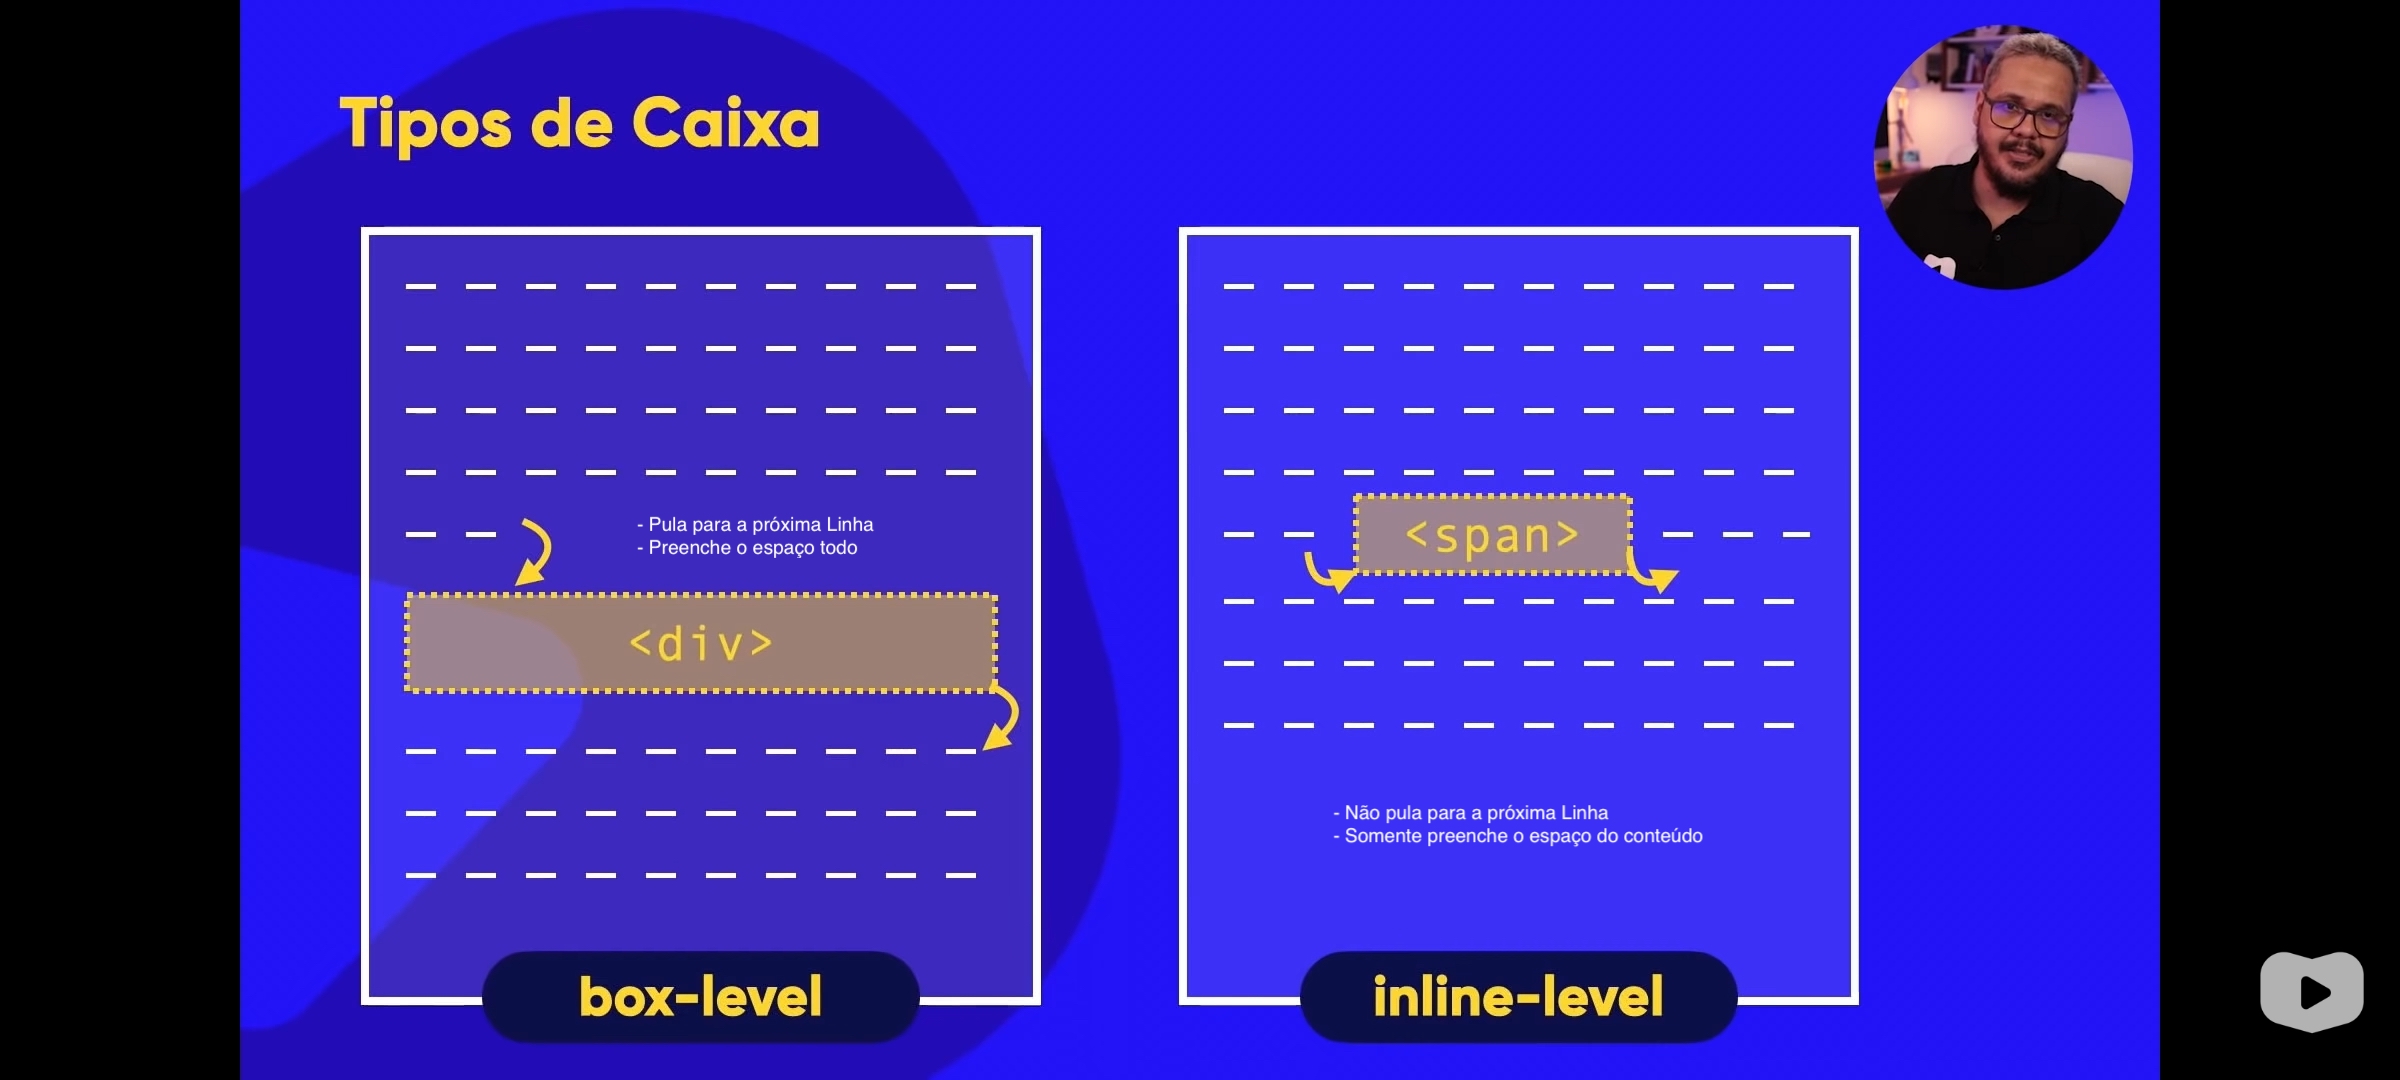 Tipos de Caixa
- Pula para a próxima Linha
- Preenche o espaço todo
<div>
box-level
<span>
- Não pula para a próxima Linha
- Somente preenche o espaço do conteúdo
inline-level